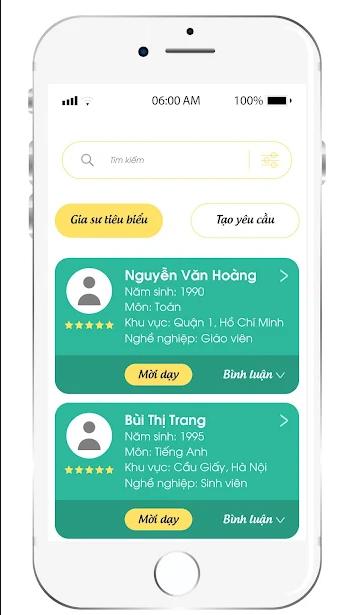 06:00 AM 100%
Tìm kiếm
Gia sư tiêu biểu Tạo yêu cầu
Nguyễn Văn Hoàng
Năm sinh: 1990
Môn: Toán
Khu vực: Quận 1, Hồ Chí Minh
Nghề nghiệp: Giáo viên
Mời dạy Bình luận
Bùi Thị Trang
Năm sinh: 1995
Môn: Tiếng Anh
Khu vực: Cầu Giấy, Hà Nội
Nghề nghiệp: Sinh viên
Mời dạy Bình luận